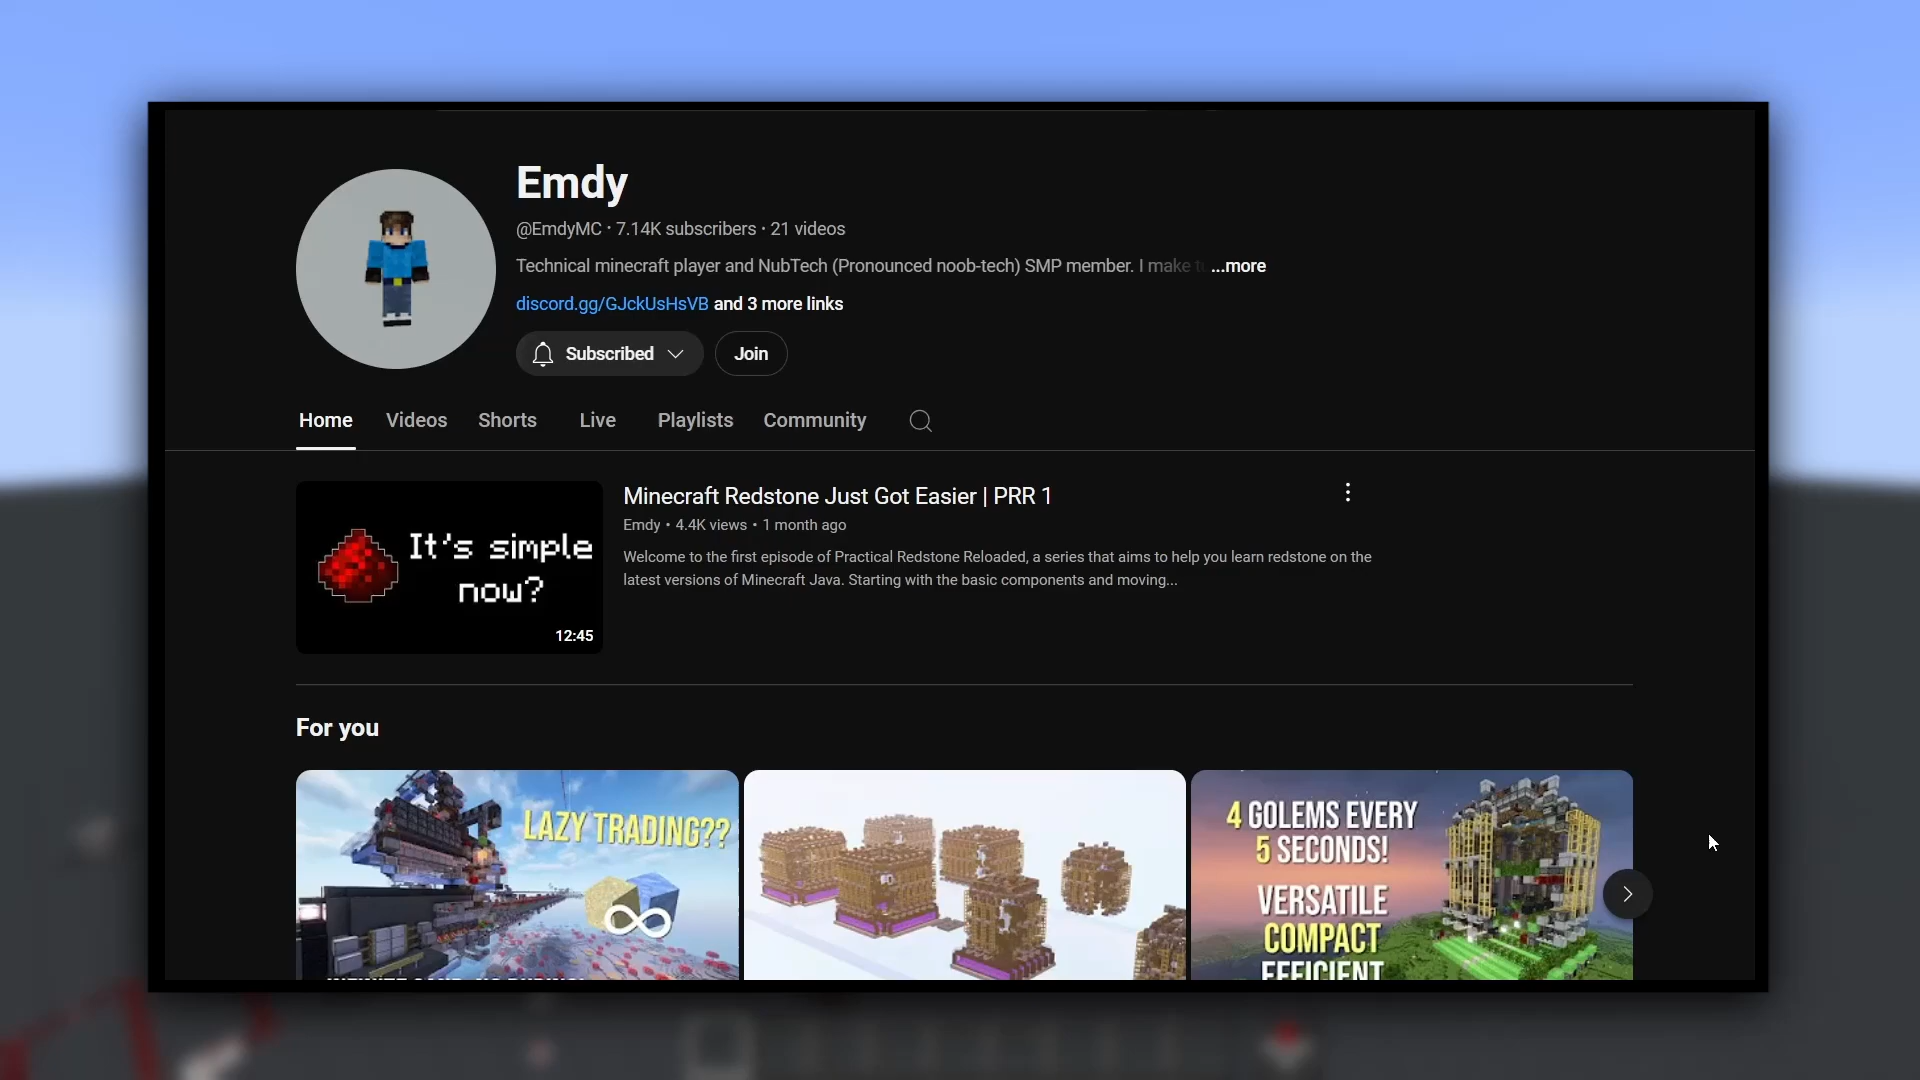 Emdy
@EmdyMC • 7.14K subscribers • 21 videos
Technical minecraft player and NubTech (Pronounced noob-tech) SMP member. I make ...more
discord.gg/GJckUsHsVB and 3 more links
Subscribed
Join
Home Videos Shorts Live Playlists Community
It's simple
now?
12:45
Minecraft Redstone Just Got Easier | PRR 1
Emdy • 4.4K views • 1 month ago
Welcome to the first episode of Practical Redstone Reloaded, a series that aims to help you learn redstone on the
latest versions of Minecraft Java. Starting with the basic components and moving...
For you
LAZY TRADING??
4 GOLEMS EVERY
5 SECONDS!
VERSATILE
COMPACT
EFFICIENT